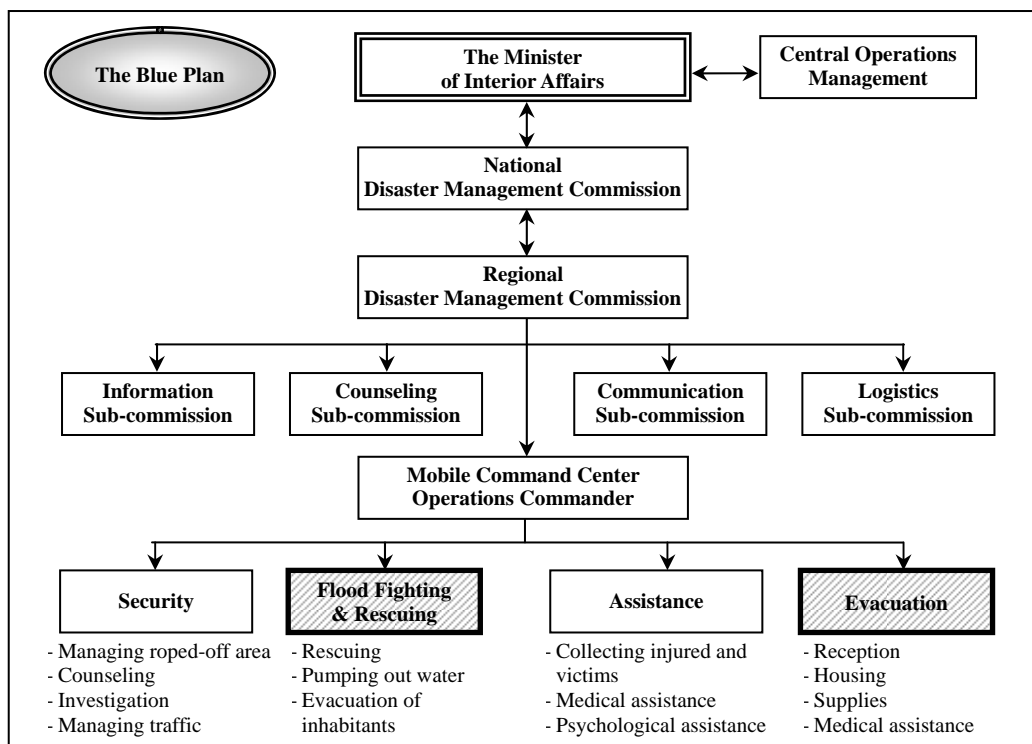 The Blue Plan
The Minister
of Interior Affairs
Central Operations
Management
National
Disaster Management Commission
Regional
Disaster Management Commission
Information
Sub-commission
Counseling
Sub-commission
Communication
Sub-commission
Logistics
Sub-commission
Mobile Command Center
Operations Commander
Security
- Managing roped-off area
- Counseling
- Investigation
- Managing traffic
Flood Fighting
& Rescuing
- Rescuing
- Pumping out water
- Evacuation of
inhabitants
Assistance
- Collecting injured and
victims
- Medical assistance
- Psychological assistance
Evacuation
- Reception
- Housing
- Supplies
- Medical assistance